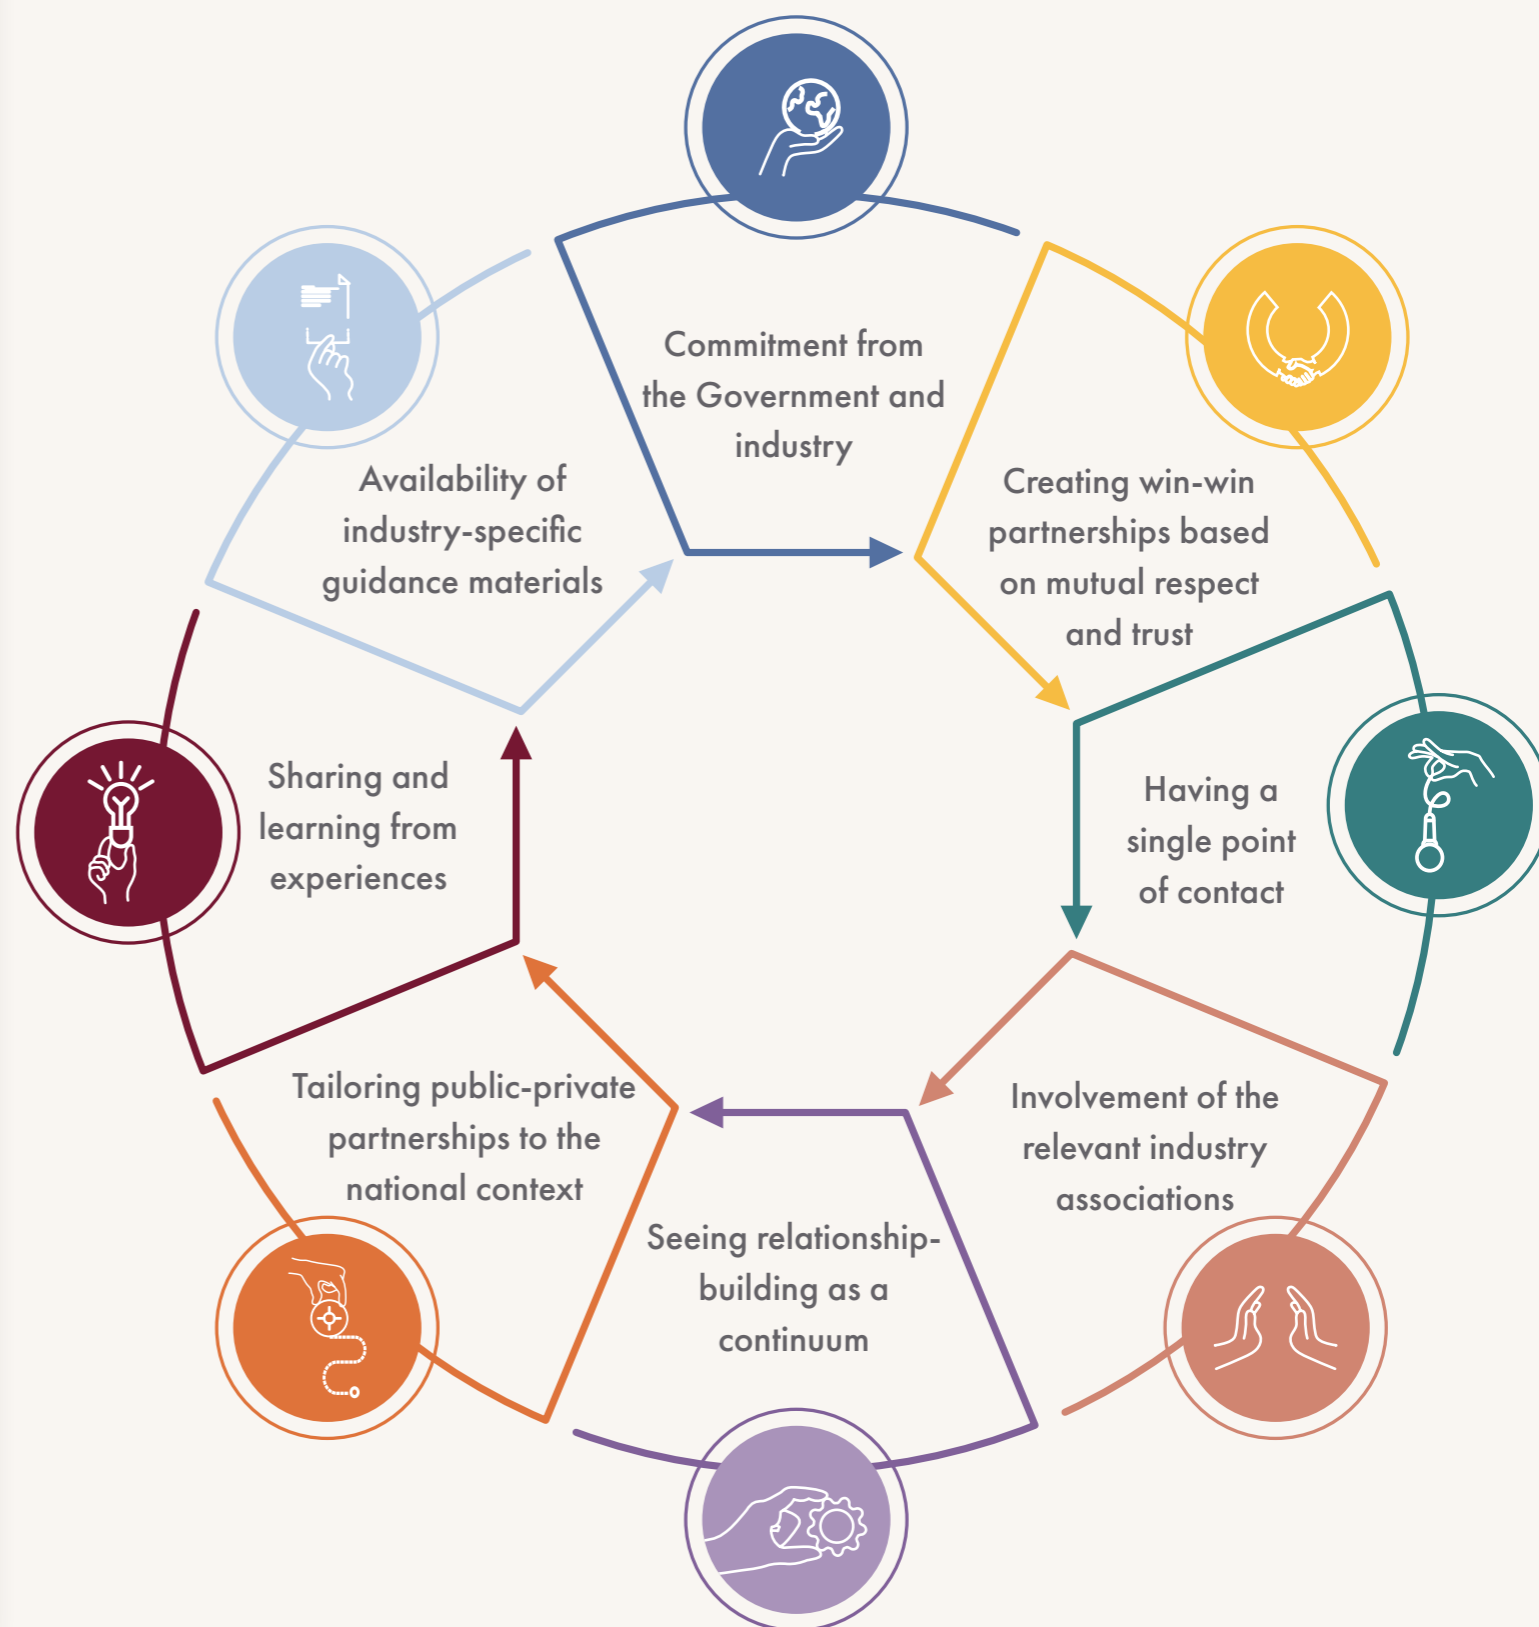 Commitment from
the Government and
industry
Creating win-win
partnerships based
on mutual respect
and trust
Having a
single point
of contact
Involvement of the
relevant industry
associations
Seeing relationship-
building as a
continuum
Tailoring public-private
partnerships to the
national context
Sharing and
learning from
experiences
Availability of
industry-specific
guidance materials